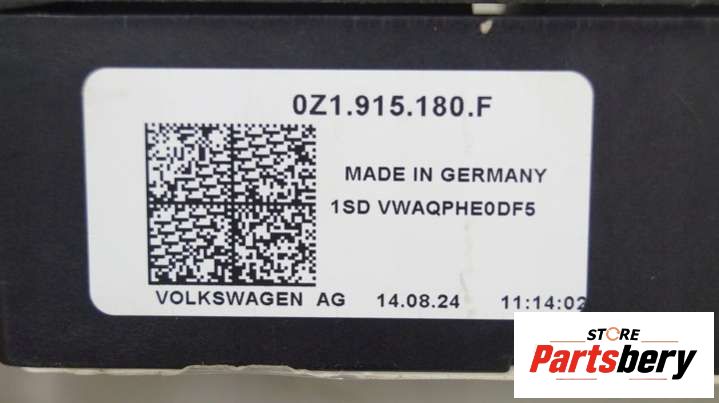 0Z1.915.180.F
MADE IN GERMANY
1SD VWAQPHE0DF5
VOLKSWAGEN AG 14.08.24 11:14:02
STORE
Partsbery